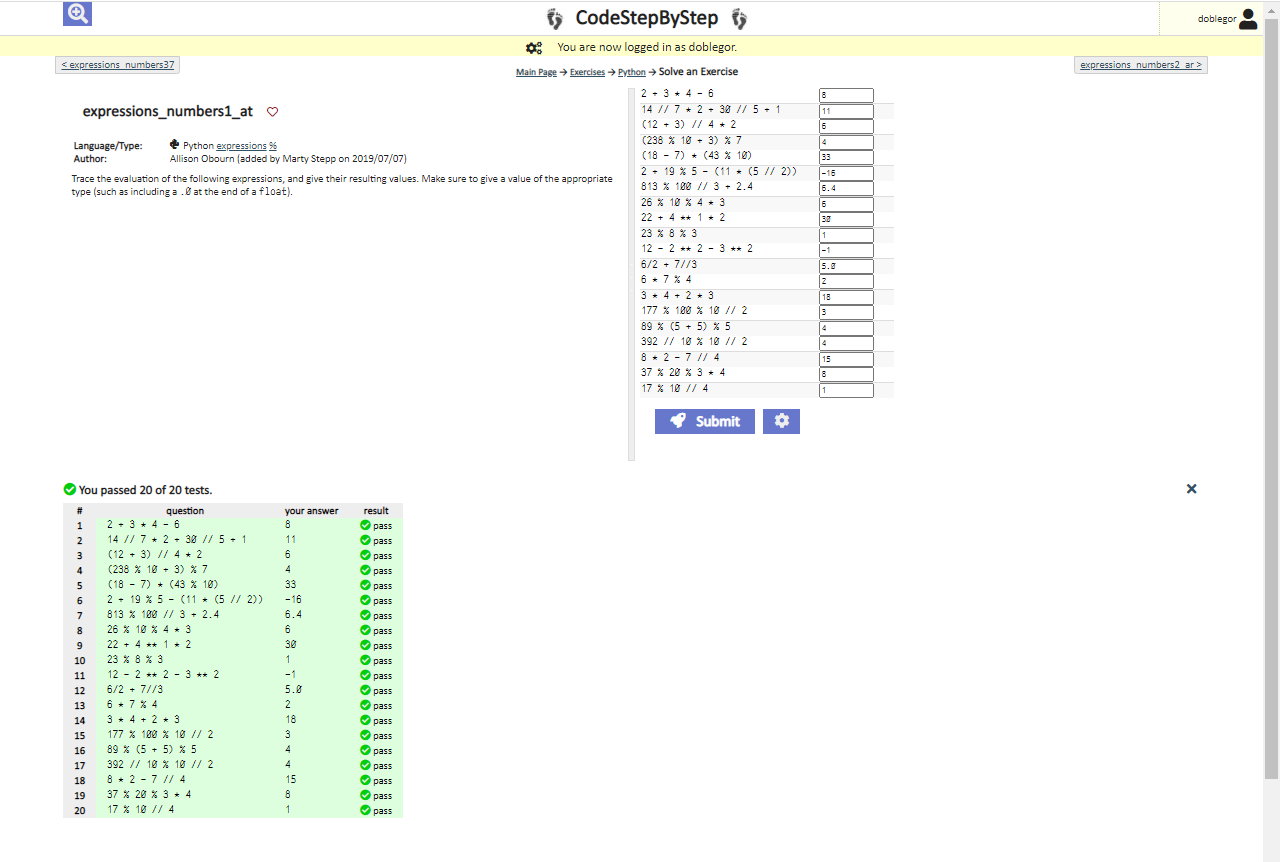 CodeStepByStep
doblegor
You are now logged in as doblegor.
< expressions_numbers37
expressions_numbers2_ar >
Main Page → Exercises → Python → Solve an Exercise
expressions_numbers1_at
Language/Type: Python expressions %
Author: Allison Obourn (added by Marty Stepp on 2019/07/07)
Trace the evaluation of the following expressions, and give their resulting values. Make sure to give a value of the appropriate
type (such as including a .0 at the end of a float).
2 + 3 * 4 - 6 8
14 // 7 * 2 + 30 // 5 + 1 11
(12 + 3) // 4 * 2 6
(238 % 10 + 3) % 7 4
(18 - 7) * (43 % 10) 33
2 + 19 % 5 - (11 * (5 // 2)) -16
813 % 100 // 3 + 2.4 6.4
26 % 10 % 4 * 3 6
22 + 4 ** 1 * 2 30
23 % 8 % 3 1
12 - 2 ** 2 - 3 ** 2 -1
6/2 + 7//3 5.0
6 * 7 % 4 2
3 * 4 + 2 * 3 18
177 % 100 % 10 // 2 3
89 % (5 + 5) % 5 4
392 // 10 % 10 // 2 4
8 * 2 - 7 // 4 15
37 % 20 % 3 * 4 8
17 % 10 // 4 1
Submit
You passed 20 of 20 tests.
# question your answer result
1 2 + 3 * 4 - 6 8 pass
2 14 // 7 * 2 + 30 // 5 + 1 11 pass
3 (12 + 3) // 4 * 2 6 pass
4 (238 % 10 + 3) % 7 4 pass
5 (18 - 7) * (43 % 10) 33 pass
6 2 + 19 % 5 - (11 * (5 // 2)) -16 pass
7 813 % 100 // 3 + 2.4 6.4 pass
8 26 % 10 % 4 * 3 6 pass
9 22 + 4 ** 1 * 2 30 pass
10 23 % 8 % 3 1 pass
11 12 - 2 ** 2 - 3 ** 2 -1 pass
12 6/2 + 7//3 5.0 pass
13 6 * 7 % 4 2 pass
14 3 * 4 + 2 * 3 18 pass
15 177 % 100 % 10 // 2 3 pass
16 89 % (5 + 5) % 5 4 pass
17 392 // 10 % 10 // 2 4 pass
18 8 * 2 - 7 // 4 15 pass
19 37 % 20 % 3 * 4 8 pass
20 17 % 10 // 4 1 pass